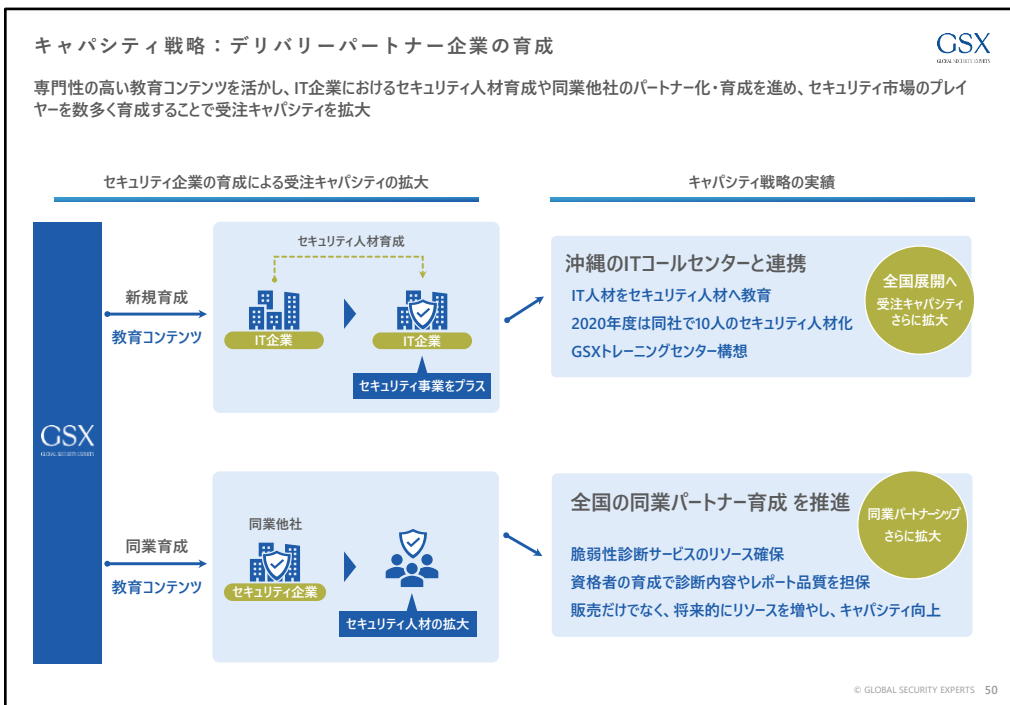 キャパシティ戦略：デリバリーパートナー企業の育成
GSX
GLOBAL SECURITY EXPERTS
専門性の高い教育コンテンツを活かし、IT企業におけるセキュリティ人材育成や同業他社のパートナー化・育成を進め、セキュリティ市場のプレイ
ヤーを数多く育成することで受注キャパシティを拡大
セキュリティ企業の育成による受注キャパシティの拡大
キャパシティ戦略の実績
GSX
GLOBAL SECURITY EXPERTS
新規育成
教育コンテンツ
セキュリティ人材育成
IT企業
IT企業
セキュリティ事業をプラス
沖縄のITコールセンターと連携
IT人材をセキュリティ人材へ教育
2020年度は同社で10人のセキュリティ人材化
GSXトレーニングセンター構想
全国展開へ
受注キャパシティ
さらに拡大
同業育成
教育コンテンツ
同業他社
セキュリティ企業
セキュリティ人材の拡大
全国の同業パートナー育成 を推進
脆弱性診断サービスのリソース確保
資格者の育成で診断内容やレポート品質を担保
販売だけでなく、将来的にリソースを増やし、キャパシティ向上
同業パートナーシップ
さらに拡大
© GLOBAL SECURITY EXPERTS 50